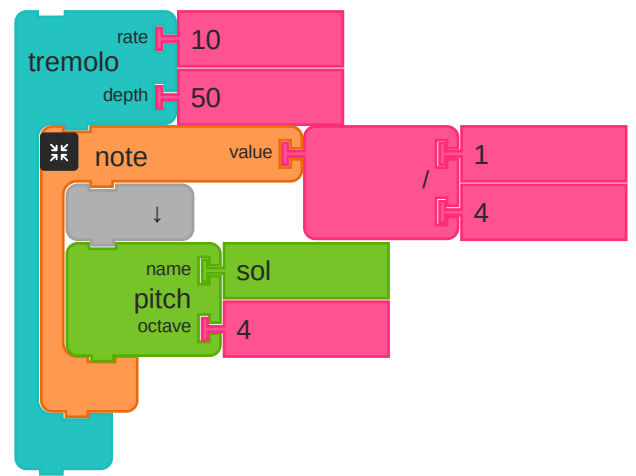 rate 10
tremolo
depth 50
note value 1
/
↓ 4
name sol
pitch
octave 4